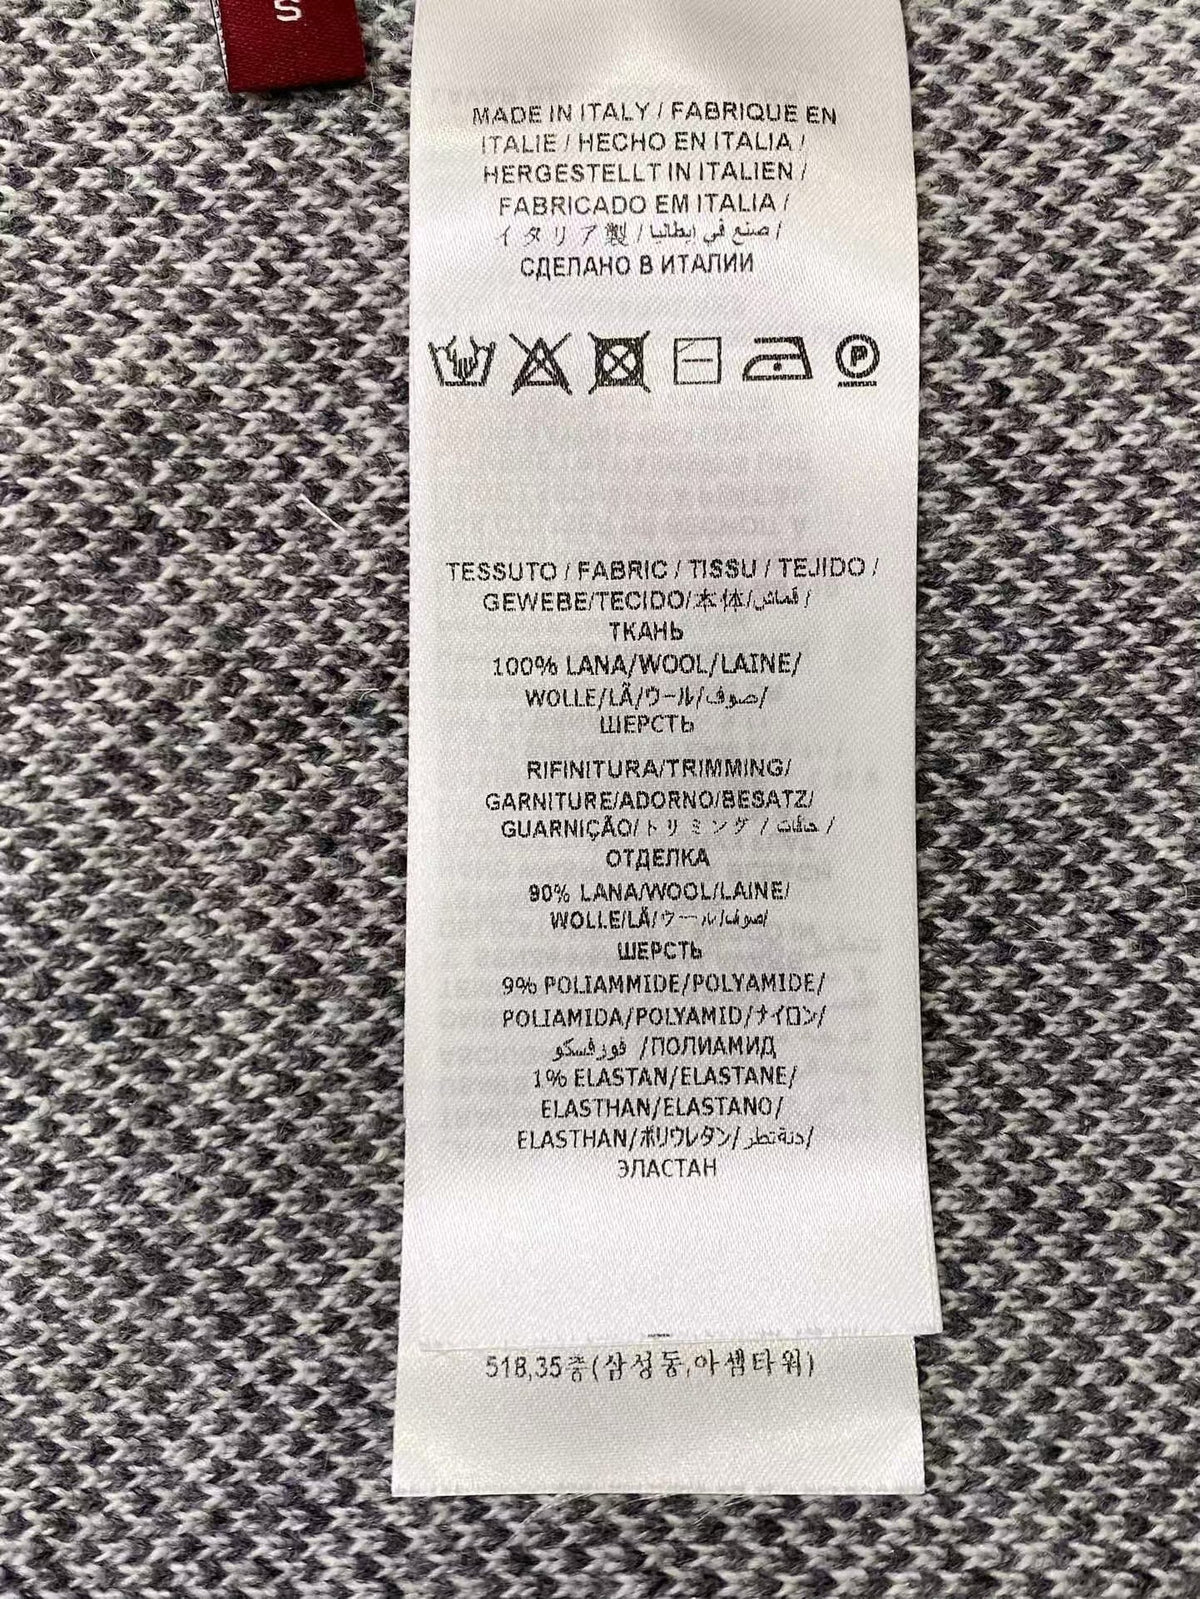 S
MADE IN ITALY / FABRIQUE EN
ITALIE / HECHO EN ITALIA /
HERGESTELLT IN ITALIEN /
FABRICADO EM ITALIA /
イタリア製 / صنع في إيطاليا /
СДЕЛАНО В ИТАЛИИ
P
TESSUTO / FABRIC / TISSU / TEJIDO /
GEWEBE/TECIDO/本体/قماش /
ТКАНЬ
100% LANA/WOOL/LAINE/
WOLLE/LÃ/ウール/صوف/
ШЕРСТЬ
RIFINITURA/TRIMMING/
GARNITURE/ADORNO/BESATZ/
GUARNIÇÃO/トリミング / /
ОТДЕЛКА
90% LANA/WOOL/LAINE/
WOLLE/LÃ/ウール/صوف/
ШЕРСТЬ
9% POLIAMMIDE/POLYAMIDE/
POLIAMIDA/POLYAMID/ナイロン/
/ПОЛИАМИД
1% ELASTAN/ELASTANE/
ELASTHAN/ELASTANO/
ELASTHAN/ポリウレタン/ /
ЭЛАСТАН
518,35층(삼성동,아셈타워)